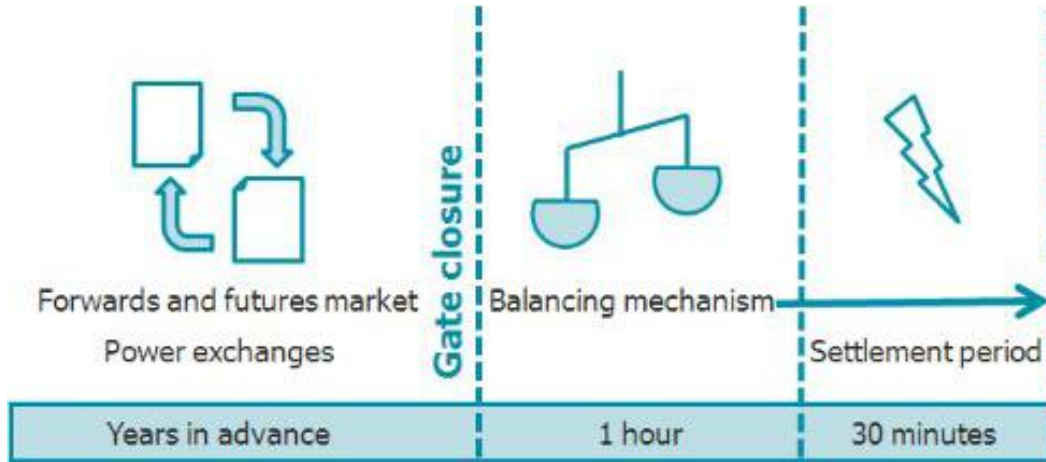 Forwards and futures market
Power exchanges
Gate closure
Balancing mechanism
Settlement period
Years in advance
1 hour
30 minutes